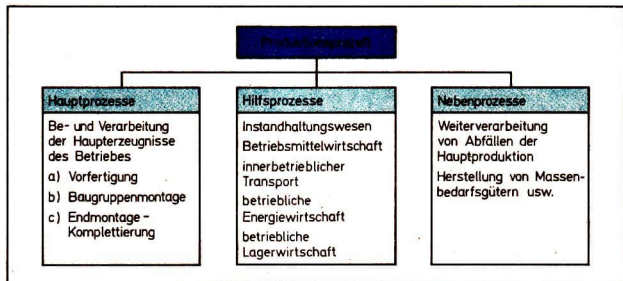 Hauptprozesse
Be- und Verarbeitung
der Haupterzeugnisse
des Betriebes
a) Vorfertigung
b) Baugruppenmontage
c) Endmontage -
Komplettierung
Hilfsprozesse
Instandhaltungswesen
Betriebsmittelwirtschaft
innerbetrieblicher
Transport
betriebliche
Energiewirtschaft
betriebliche
Lagerwirtschaft
Nebenprozesse
Weiterverarbeitung
von Abfällen der
Hauptproduktion
Herstellung von Massen-
bedarfsgütern usw.